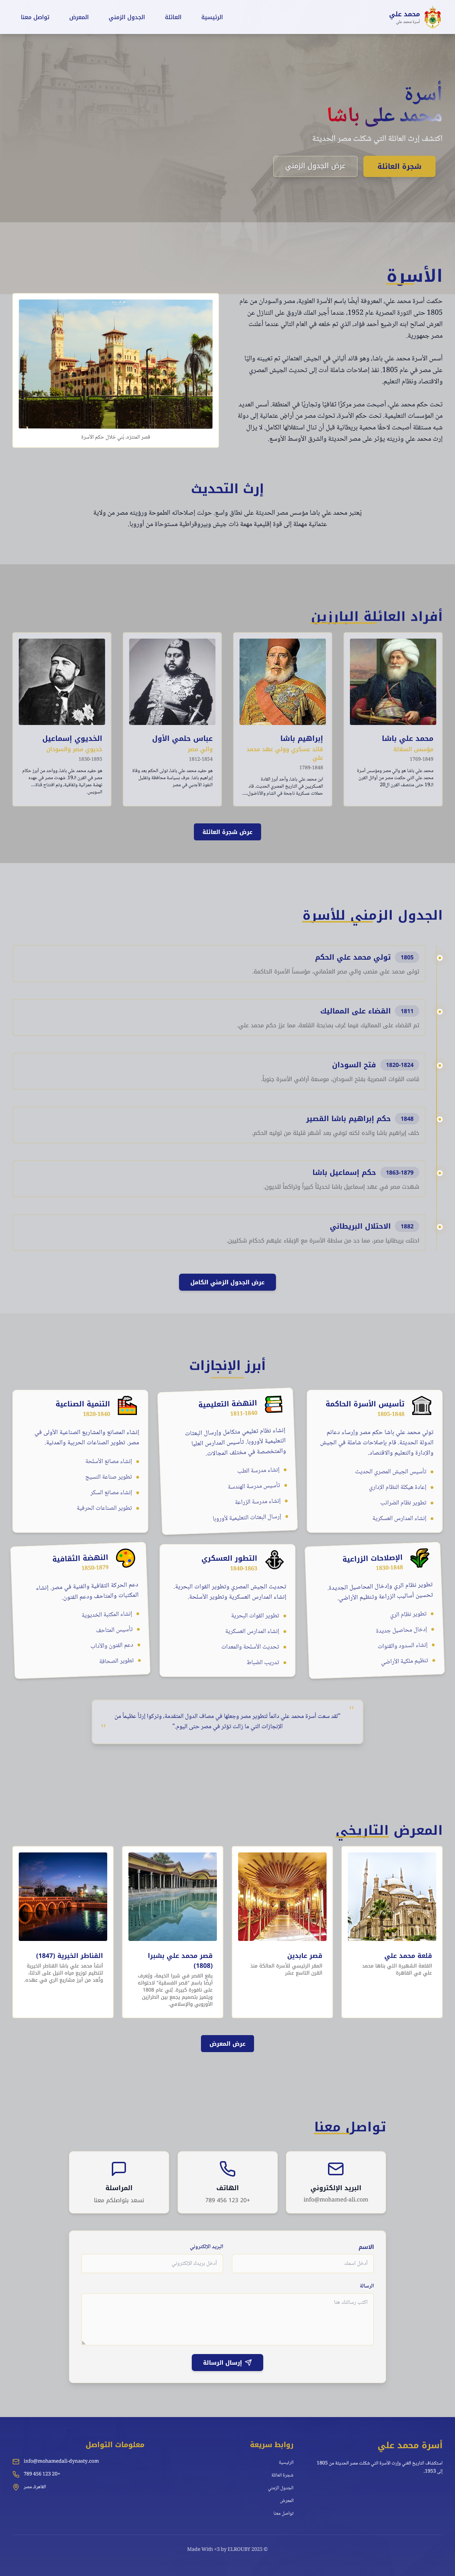 محمد علي
أسرة محمد علي
الرئيسية
العائلة
الجدول الزمني
المعرض
تواصل معنا
أسرة
محمد على باشا
اكتشف إرث العائلة التي شكلت مصر الحديثة
شجرة العائلة
عرض الجدول الزمني
الأسرة
حكمت أسرة محمد علي، المعروفة أيضًا باسم الأسرة العلوية، مصر والسودان من عام
1805 حتى الثورة المصرية عام 1952، عندما أُجبر الملك فاروق على التنازل عن
العرش لصالح ابنه الرضيع أحمد فؤاد، الذي تم خلعه في العام التالي عندما أُعلنت
مصر جمهورية.
أسس الأسرة محمد علي باشا، وهو قائد ألباني في الجيش العثماني تم تعيينه واليًا
على مصر في عام 1805. نفذ إصلاحات شاملة أدت إلى تحديث الجيش المصري
والاقتصاد ونظام التعليم.
تحت حكم محمد علي، أصبحت مصر مركزًا ثقافيًا وتجاريًا في المنطقة. أسس العديد
من المؤسسات التعليمية. تحت حكم الأسرة، تحولت مصر من أراضٍ عثمانية إلى دولة
شبه مستقلة أصبحت لاحقًا محمية بريطانية قبل أن تنال استقلالها الكامل. لا يزال
إرث محمد علي وذريته يؤثر على مصر الحديثة والشرق الأوسط الأوسع.
قصر المنتزه، بُني خلال حكم الأسرة
إرث التحديث
يُعتبر محمد علي باشا مؤسس مصر الحديثة على نطاق واسع. حولت إصلاحاته الطموحة ورؤيته مصر من ولاية
عثمانية مهملة إلى قوة إقليمية مهمة ذات جيش وبيروقراطية مستوحاة من أوروبا.
أفراد العائلة البارزين
محمد علي باشا
مؤسس السلالة
1769-1849
محمد علي باشا هو والي مصر ومؤسس أسرة
محمد علي التي حكمت مصر من أوائل القرن
الـ19 حتى منتصف القرن الـ20
إبراهيم باشا
قائد عسكري ووالي عهد محمد
علي
1789-1848
ابن محمد علي باشا، وأحد أبرز القادة
العسكريين في التاريخ المصري الحديث. قاد
حملات عسكرية ناجحة في الشام والأناضول....
عباس حلمي الأول
والي مصر
1812-1854
هو حفيد محمد علي باشا، تولى الحكم بعد وفاة
إبراهيم باشا. عرف بسياسة محافظة وتقليل
النفوذ الأجنبي في مصر
الخديوي إسماعيل
خديوي مصر والسودان
1830-1895
هو حفيد محمد علي باشا، وواحد من أبرز حكام
مصر في القرن الـ19. شهدت مصر في عهده
نهضة عمرانية وثقافية، وتم افتتاح قناة
السويس.
عرض شجرة العائلة
الجدول الزمني للأسرة
1805
تولي محمد علي الحكم
تولى محمد علي منصب والي مصر العثماني، مؤسساً الأسرة الحاكمة.
1811
القضاء على المماليك
تم القضاء على المماليك فيما عُرف بمذبحة القلعة، مما عزز حكم محمد علي.
1820-1824
فتح السودان
قامت القوات المصرية بفتح السودان، موسعة أراضي الأسرة جنوباً.
1848
حكم إبراهيم باشا القصير
خلف إبراهيم باشا والده لكنه توفي بعد أشهر قليلة من توليه الحكم.
1863-1879
حكم إسماعيل باشا
شهدت مصر في عهد إسماعيل باشا تحديثاً كبيراً وتراكماً للديون.
1882
الاحتلال البريطاني
احتلت بريطانيا مصر، مما حد من سلطة الأسرة مع الإبقاء عليهم كحكام شكليين.
عرض الجدول الزمني الكامل
أبرز الإنجازات
تأسيس الأسرة الحاكمة
1805-1848
تولي محمد علي باشا حكم مصر وإرساء دعائم
الدولة الحديثة. قام بإصلاحات شاملة في الجيش
والإدارة والتعليم والاقتصاد.
تأسيس الجيش المصري الحديث
إعادة هيكلة النظام الإداري
تطوير نظام الضرائب
إنشاء المدارس العسكرية
النهضة التعليمية
1811-1848
إنشاء نظام تعليمي متكامل وإرسال البعثات
التعليمية لأوروبا. تأسيس المدارس العليا
والمتخصصة في مختلف المجالات.
إنشاء مدرسة الطب
تأسيس مدرسة الهندسة
إنشاء مدرسة الزراعة
إرسال البعثات التعليمية لأوروبا
التنمية الصناعية
1820-1840
إنشاء المصانع والمشاريع الصناعية الأولى في
مصر. تطوير الصناعات الحربية والمدنية.
إنشاء مصانع الأسلحة
تطوير صناعة النسيج
إنشاء مصانع السكر
تطوير الصناعات الحرفية
الإصلاحات الزراعية
1830-1848
تطوير نظام الري وإدخال المحاصيل الجديدة.
تحسين أساليب الزراعة وتنظيم الأراضي.
تطوير نظام الري
إدخال محاصيل جديدة
إنشاء السدود والقنوات
تنظيم ملكية الأراضي
التطور العسكري
1840-1863
تحديث الجيش المصري وتطوير القوات البحرية.
إنشاء المدارس العسكرية وتطوير الأسلحة.
تطوير القوات البحرية
إنشاء المدارس العسكرية
تحديث الأسلحة والمعدات
تدريب الضباط
النهضة الثقافية
1850-1879
دعم الحركة الثقافية والفنية في مصر. إنشاء
المكتبات والمتاحف ودعم الفنون.
إنشاء المكتبة الخديوية
تأسيس المتاحف
دعم الفنون والآداب
تطوير الصحافة
"لقد سعت أسرة محمد علي دائماً لتطوير مصر وجعلها في مصاف الدول المتقدمة، وتركوا إرثاً عظيماً من
الإنجازات التي ما زالت تؤثر في مصر حتى اليوم."
المعرض التاريخي
قلعة محمد علي
القلعة الشهيرة التي بناها محمد
علي في القاهرة
قصر عابدين
المقر الرئيسي للأسرة المالكة منذ
القرن التاسع عشر
قصر محمد علي بشبرا
(1808)
يقع القصر في شبرا الخيمة، ويُعرف
أيضًا باسم "قصر الفسقية" لاحتوائه
على نافورة كبيرة. بُني عام 1808
ويتميز بتصميم يجمع بين الطرازين
الأوروبي والإسلامي.
القناطر الخيرية (1847)
أنشأ محمد علي باشا القناطر الخيرية
لتنظيم توزيع مياه النيل على الدلتا،
وتُعد من أبرز مشاريع الري في عهده.
عرض المعرض
تواصل معنا
البريد الإلكتروني
info@mohamed-ali.com
الهاتف
+20 123 456 789
المراسلة
نسعد بتواصلكم معنا
الاسم
البريد الإلكتروني
أدخل اسمك
أدخل بريدك الإلكتروني
الرسالة
اكتب رسالتك هنا
إرسال الرسالة
أسرة محمد علي
استكشاف التاريخ الغني وإرث الأسرة التي شكلت مصر الحديثة من 1805
إلى 1953.
روابط سريعة
الرئيسية
شجرة العائلة
الجدول الزمني
المعرض
تواصل معنا
معلومات التواصل
info@mohamedali-dynasty.com
+20 123 456 789
القاهرة، مصر
Made With <3 by ELROUBY 2025 ©